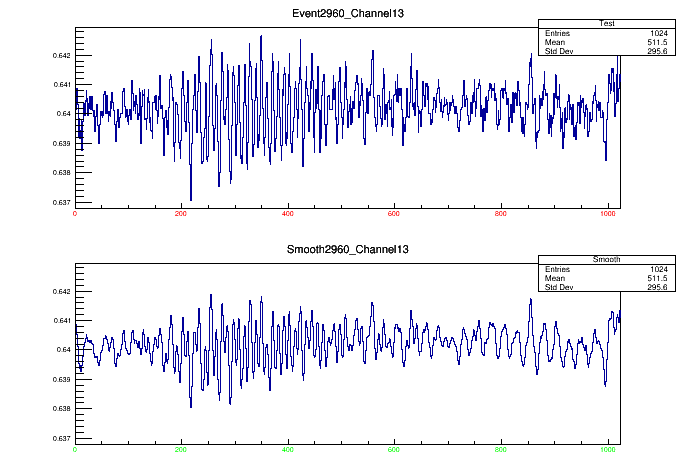 Event2960_Channel13
Test
Entries 1024
Mean 511.5
Std Dev 295.6
0.642
0.641
0.64
0.639
0.638
0.637
0 200 400 600 800 1000
Smooth2960_Channel13
Smooth
Entries 1024
Mean 511.5
Std Dev 295.6
0.642
0.641
0.64
0.639
0.638
0.637
0 200 400 600 800 1000